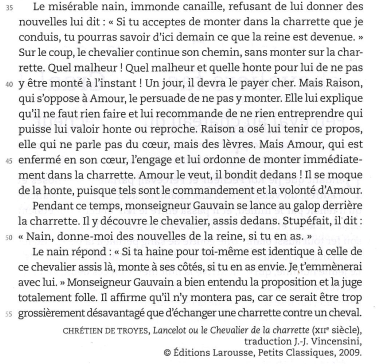 35 Le misérable nain, immonde canaille, refusant de lui donner des
nouvelles lui dit : « Si tu acceptes de monter dans la charrette que je
conduis, tu pourras savoir d'ici demain ce que la reine est devenue. »
Sur le coup, le chevalier continue son chemin, sans monter sur la char-
rette. Quel malheur ! Quel malheur et quelle honte pour lui de ne pas
40 y être monté à l'instant ! Un jour, il devra le payer cher. Mais Raison,
qui s'oppose à Amour, le persuade de ne pas y monter. Elle lui explique
qu'il ne faut rien faire et lui recommande de ne rien entreprendre qui
puisse lui valoir honte ou reproche. Raison a osé lui tenir ce propos,
elle qui ne parle pas du cœur, mais des lèvres. Mais Amour, qui est
45 enfermé en son cœur, l'engage et lui ordonne de monter immédiate-
ment dans la charrette. Amour le veut, il bondit dedans ! Il se moque
de la honte, puisque tels sont le commandement et la volonté d'Amour.
Pendant ce temps, monseigneur Gauvain se lance au galop derrière
la charrette. Il y découvre le chevalier, assis dedans. Stupéfait, il dit :
50 « Nain, donne-moi des nouvelles de la reine, si tu en as. »
Le nain répond : « Si ta haine pour toi-même est identique à celle de
ce chevalier assis là, monte à ses côtés, si tu en as envie. Je t'emmènerai
avec lui. » Monseigneur Gauvain a bien entendu la proposition et la juge
totalement folle. Il affirme qu'il n'y montera pas, car ce serait être trop
55 grossièrement désavantagé que d'échanger une charrette contre un cheval.
CHRÉTIEN DE TROYES, Lancelot ou le Chevalier de la charrette (XIIe siècle),
traduction J.-J. Vincensini,
© Éditions Larousse, Petits Classiques, 2009.